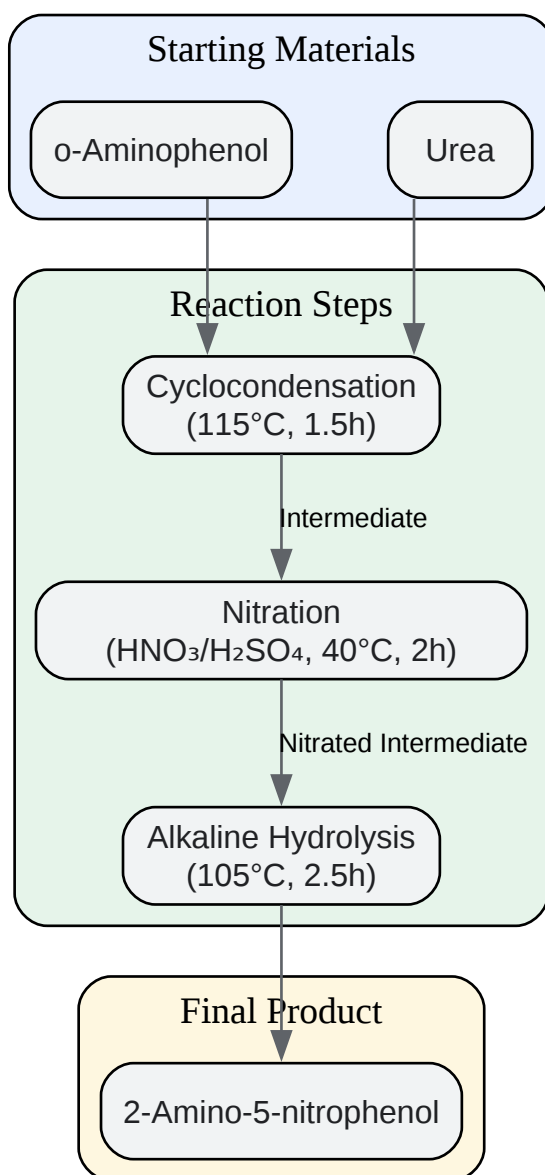 Starting Materials
o-Aminophenol
Urea
Reaction Steps
Cyclocondensation
(115°C, 1.5h)
Intermediate
Nitration
(HNO₃/H₂SO₄, 40°C, 2h)
Nitrated Intermediate
Alkaline Hydrolysis
(105°C, 2.5h)
Final Product
2-Amino-5-nitrophenol